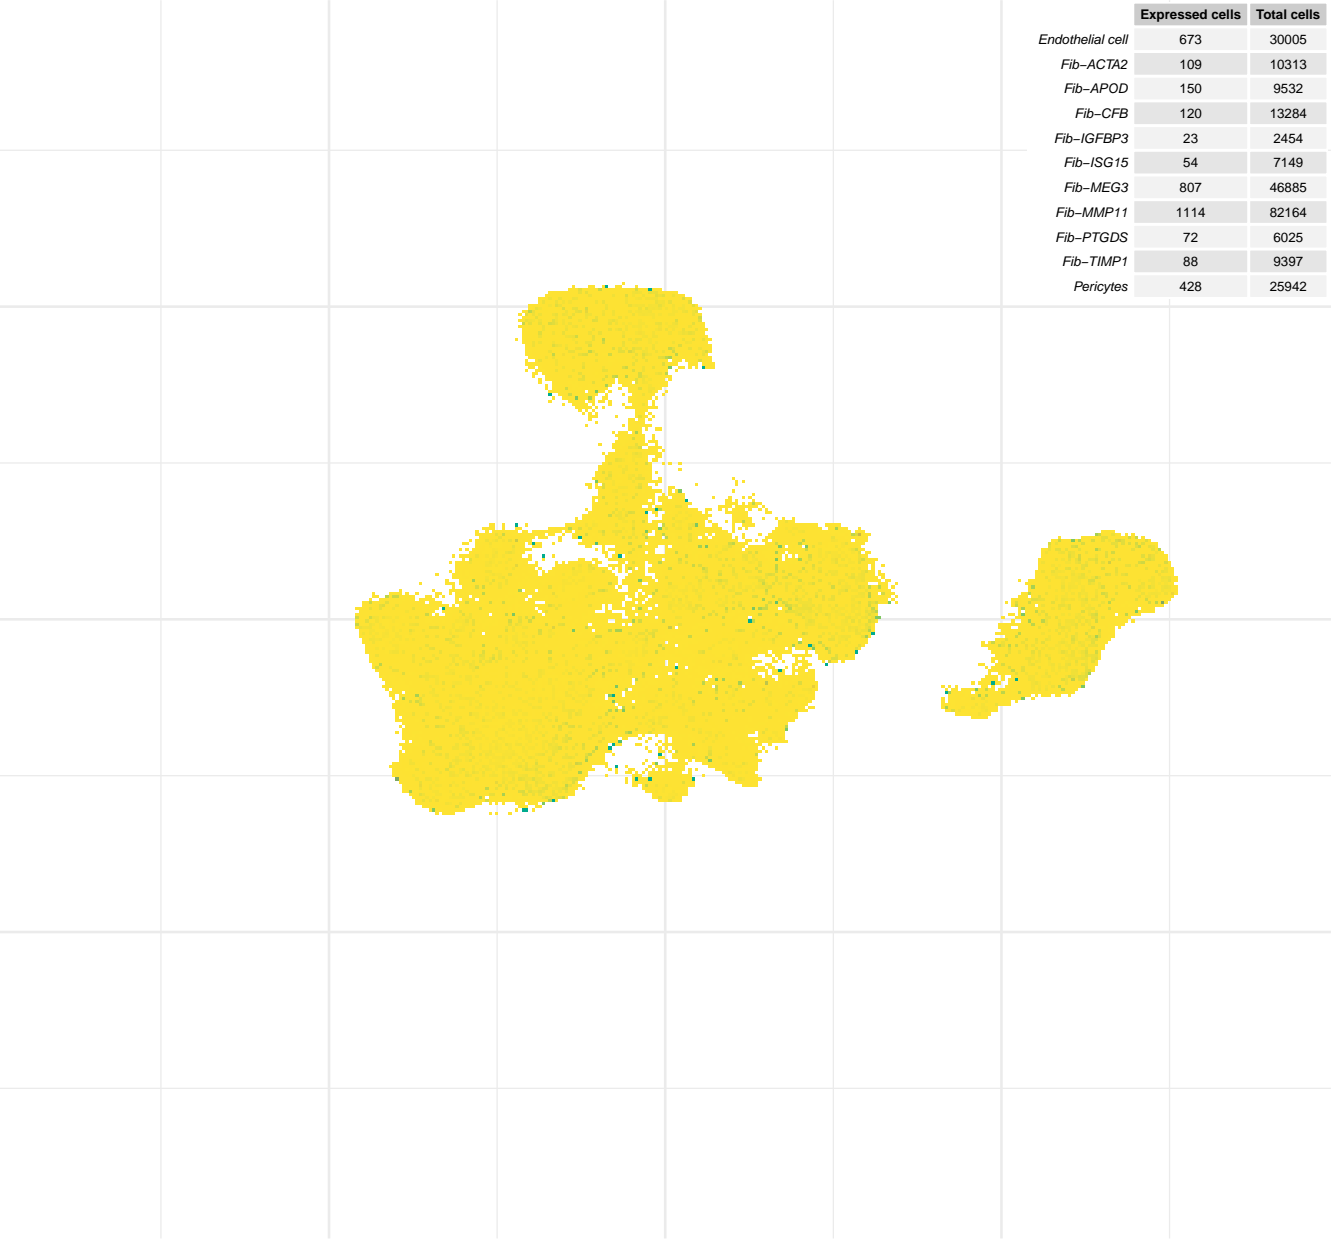 Expressed cells Total cells
Endothelial cell 673 30005
Fib−ACTA2 109 10313
Fib−APOD 150 9532
Fib−CFB 120 13284
Fib−IGFBP3 23 2454
Fib−ISG15 54 7149
Fib−MEG3 807 46885
Fib−MMP11 1114 82164
Fib−PTGDS 72 6025
Fib−TIMP1 88 9397
Pericytes 428 25942